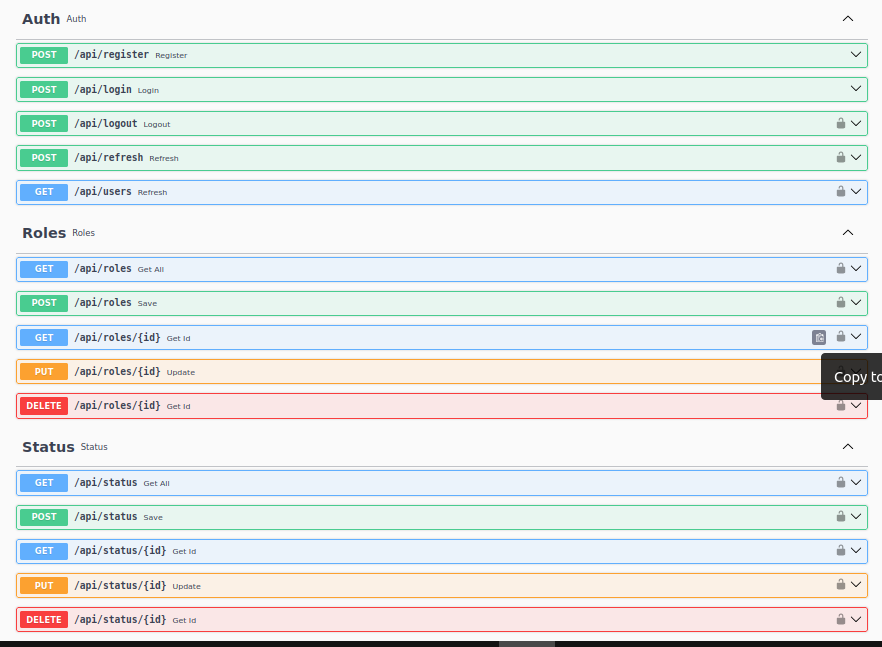 Auth Auth
POST /api/register Register
POST /api/login Login
POST /api/logout Logout
POST /api/refresh Refresh
GET /api/users Refresh
Roles Roles
GET /api/roles Get All
POST /api/roles Save
GET /api/roles/{id} Get Id
PUT /api/roles/{id} Update
Copy to
DELETE /api/roles/{id} Get Id
Status Status
GET /api/status Get All
POST /api/status Save
GET /api/status/{id} Get Id
PUT /api/status/{id} Update
DELETE /api/status/{id} Get Id